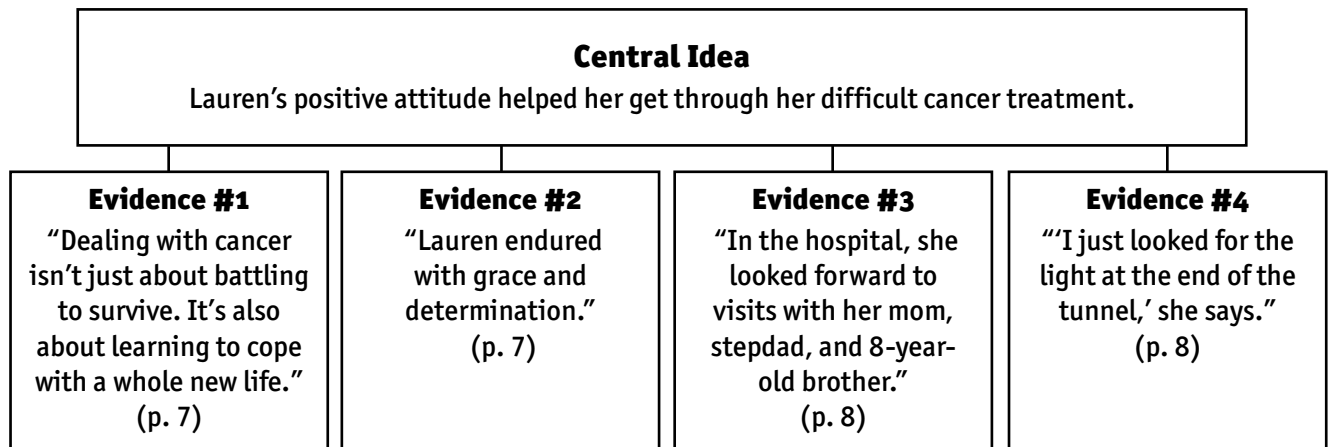 Central Idea
Lauren’s positive attitude helped her get through her difficult cancer treatment.
Evidence #1
“Dealing with cancer
isn’t just about battling
to survive. It’s also
about learning to cope
with a whole new life.”
(p. 7)
Evidence #2
“Lauren endured
with grace and
determination.”
(p. 7)
Evidence #3
“In the hospital, she
looked forward to
visits with her mom,
stepdad, and 8-year-
old brother.”
(p. 8)
Evidence #4
“‘I just looked for the
light at the end of the
tunnel,’ she says.”
(p. 8)